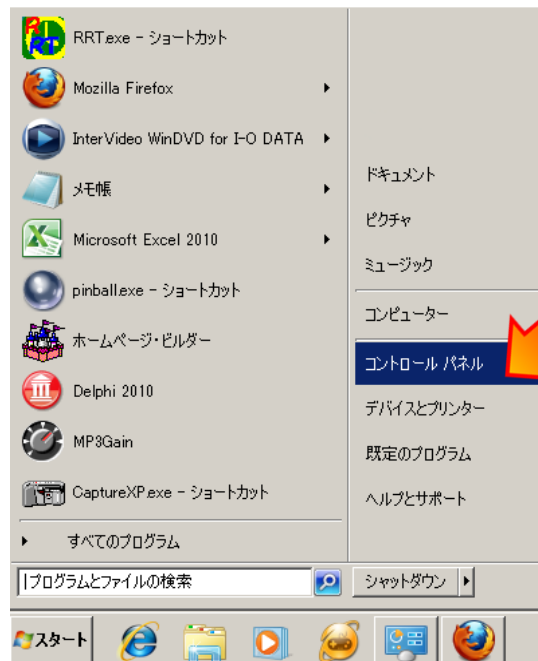 RRT.exe - ショートカット
Mozilla Firefox
InterVideo WinDVD for I-O DATA
メモ帳
Microsoft Excel 2010
pinball.exe - ショートカット
ホームページ・ビルダー
Delphi 2010
MP3Gain
CaptureXP.exe - ショートカット
すべてのプログラム
プログラムとファイルの検索
ドキュメント
ピクチャ
ミュージック
コンピューター
コントロール パネル
デバイスとプリンター
既定のプログラム
ヘルプとサポート
シャットダウン
スタート